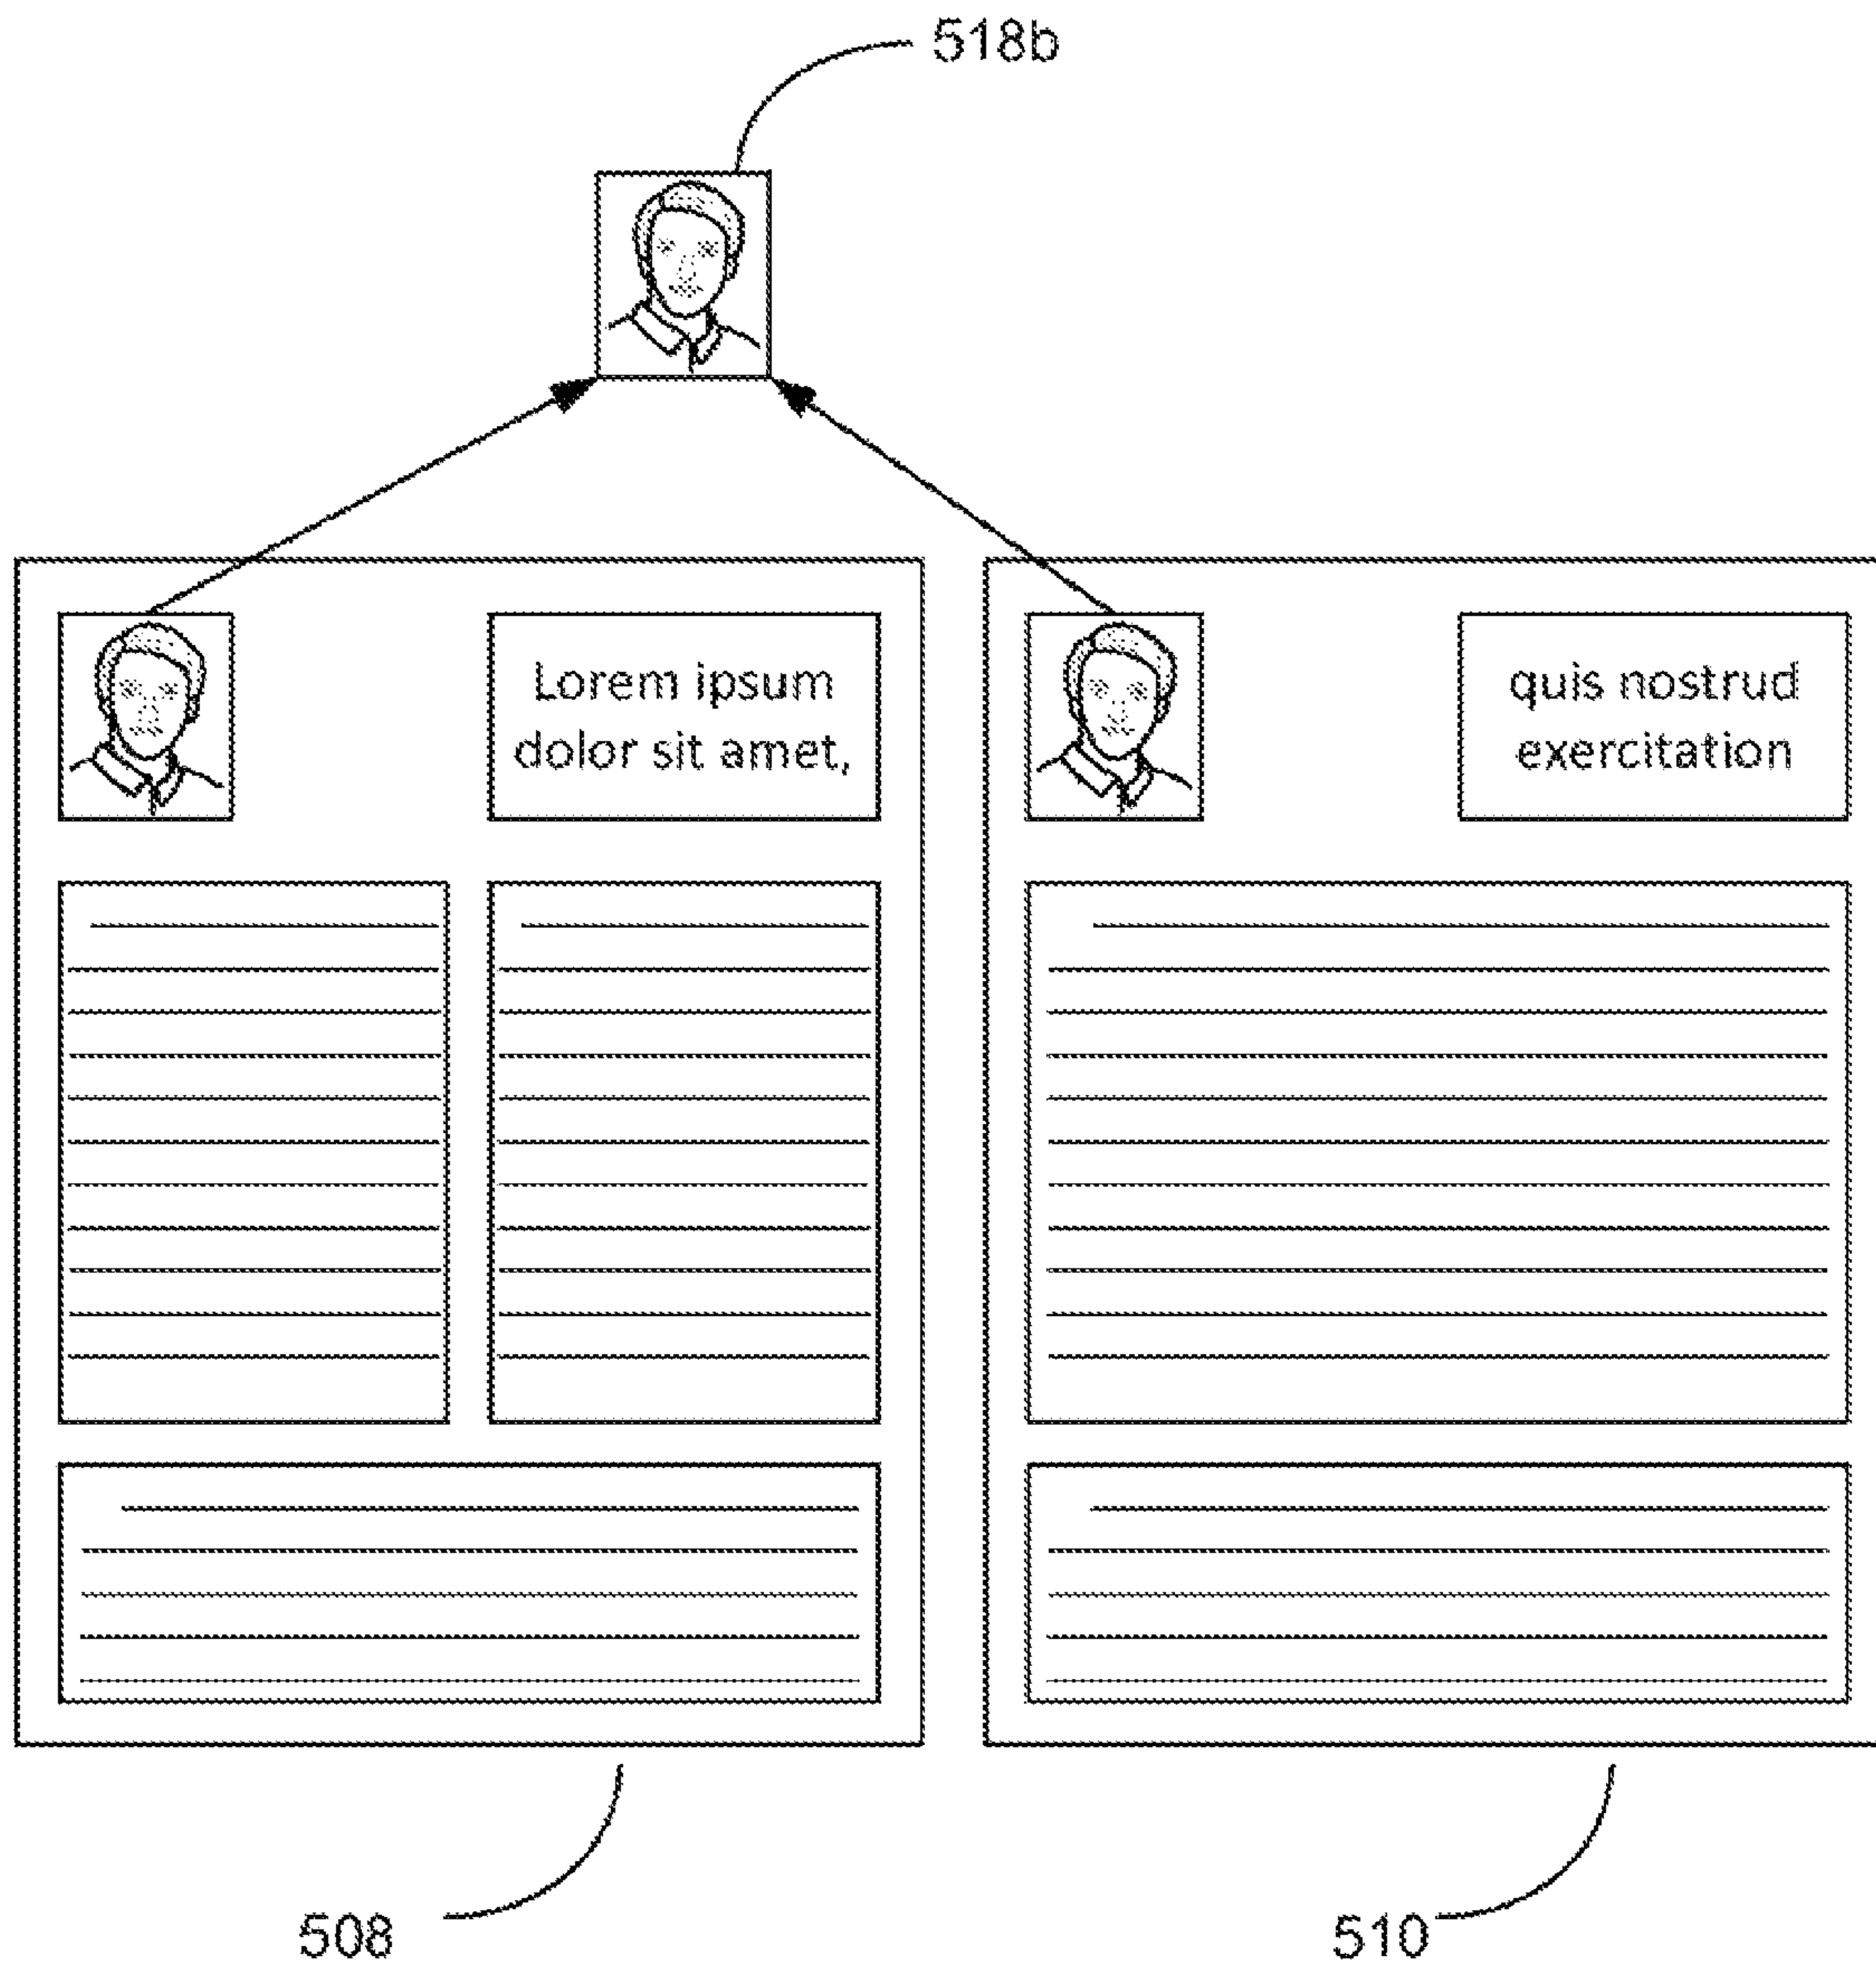 518b
Lorem ipsum
dolor sit amet,
quis nostrud
exercitation
508
510